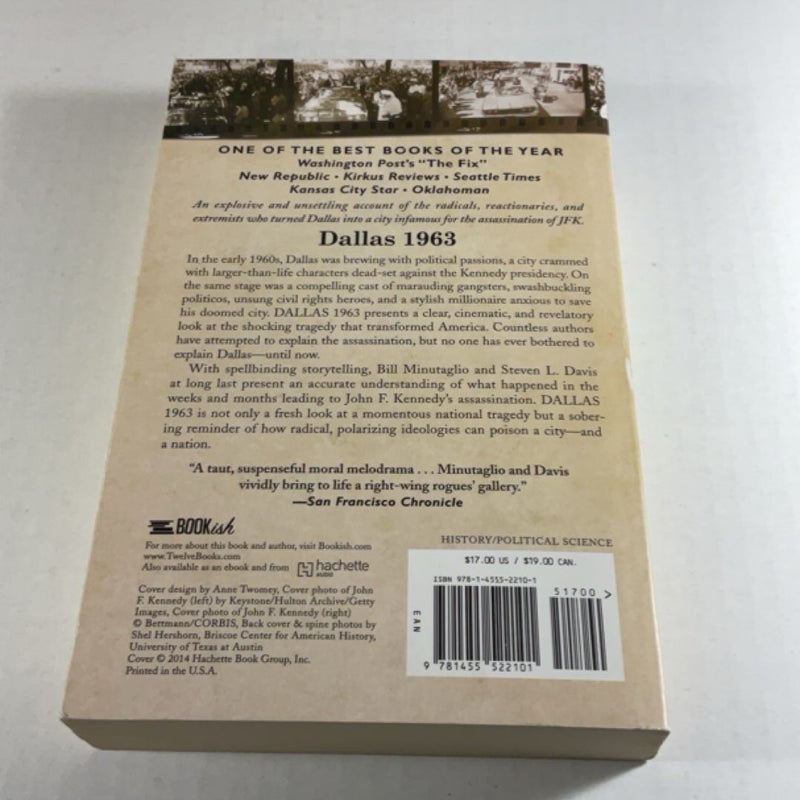 ONE OF THE BEST BOOKS OF THE YEAR
Washington Post's "The Fix"
New Republic • Kirkus Reviews • Seattle Times
Kansas City Star • Oklahoman
An explosive and unsettling account of the radicals, reactionaries, and
extremists who turned Dallas into a city infamous for the assassination of JFK.
Dallas 1963
In the early 1960s, Dallas was brewing with political passions, a city crammed
with larger-than-life characters dead-set against the Kennedy presidency. On
the same stage was a compelling cast of marauding gangsters, swashbuckling
politicos, unsung civil rights heroes, and a stylish millionaire anxious to save
his doomed city. DALLAS 1963 presents a clear, cinematic, and revelatory
look at the shocking tragedy that transformed America. Countless authors
have attempted to explain the assassination, but no one has ever bothered to
explain Dallas—until now.
With spellbinding storytelling, Bill Minutaglio and Steven L. Davis
at long last present an accurate understanding of what happened in the
weeks and months leading to John F. Kennedy's assassination. DALLAS
1963 is not only a fresh look at a momentous national tragedy but a sober-
ing reminder of how radical, polarizing ideologies can poison a city—and
a nation.
"A taut, suspenseful moral melodrama . . . Minutaglio and Davis
vividly bring to life a right-wing rogues' gallery."
—San Francisco Chronicle
BOOKish
For more about this book and author, visit Bookish.com
www.TwelveBooks.com
Also available as an ebook and from hachette
AUDIO
Cover design by Anne Twomey, Cover photo of John
F. Kennedy (left) by Keystone/Hulton Archive/Getty
Images, Cover photo of John F. Kennedy (right)
© Bettmann/CORBIS, Back cover & spine photos by
Shel Hershorn, Briscoe Center for American History,
University of Texas at Austin
Cover © 2014 Hachette Book Group, Inc.
Printed in the U.S.A.
HISTORY/POLITICAL SCIENCE
$17.00 US / $19.00 CAN.
ISBN 978-1-4555-2210-1
51700 >
EAN
9 781455 522101